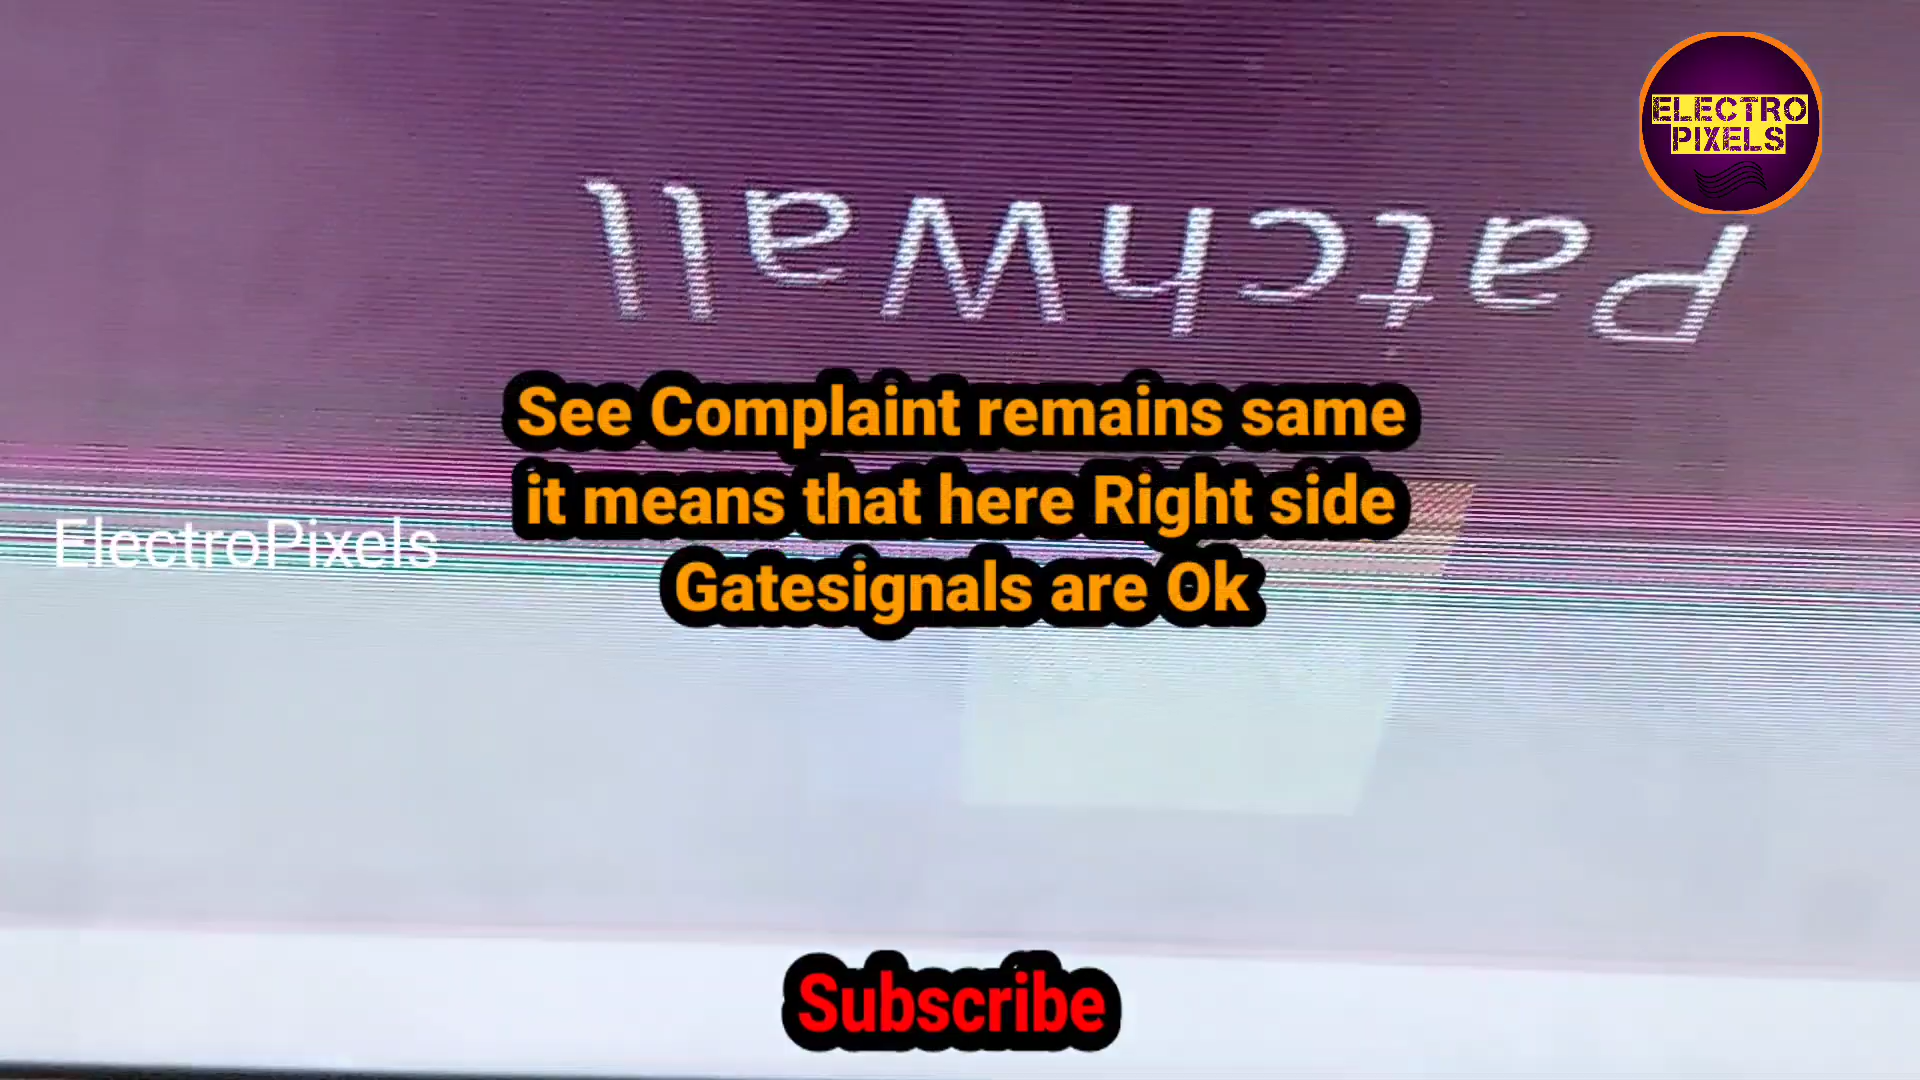 ELECTRO
PIXELS
PatchWall
See Complaint remains same
it means that here Right side
Gatesignals are Ok
ElectroPixels
Subscribe